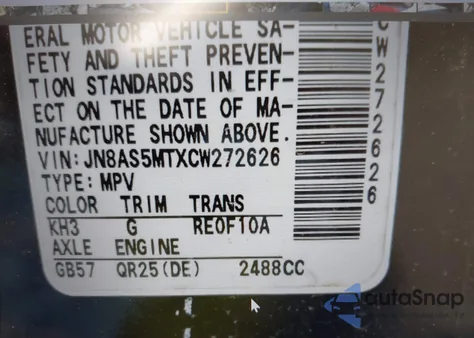 ERAL MOTOR VEHICLE SA-
FETY AND THEFT PREVEN-
TION STANDARDS IN EFF-
ECT ON THE DATE OF MA-
NUFACTURE SHOWN ABOVE.
VIN:JN8AS5MTXCW272626
TYPE:MPV
COLOR TRIM TRANS
KH3 G RE0F10A
AXLE ENGINE
GB57 QR25(DE) 2488CC
CW272626
autaSnap